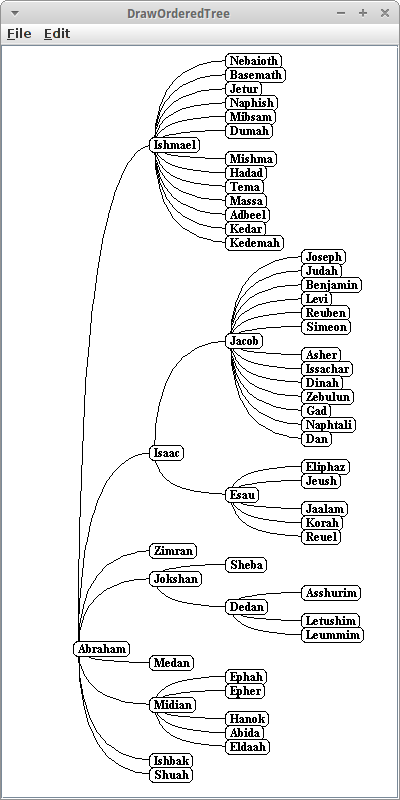 DrawOrderedTree
File Edit
Nebaioth
Basemath
Jetur
Naphish
Mibsam
Dumah
Ishmael
Mishma
Hadad
Tema
Massa
Adbeel
Kedar
Kedemah
Joseph
Judah
Benjamin
Levi
Reuben
Simeon
Jacob
Asher
Issachar
Dinah
Zebulun
Gad
Naphtali
Dan
Isaac
Eliphaz
Jeush
Esau
Jaalam
Korah
Reuel
Zimran
Sheba
Jokshan
Asshurim
Dedan
Letushim
Leummim
Abraham
Medan
Ephah
Epher
Midian
Hanok
Abida
Eldaah
Ishbak
Shuah